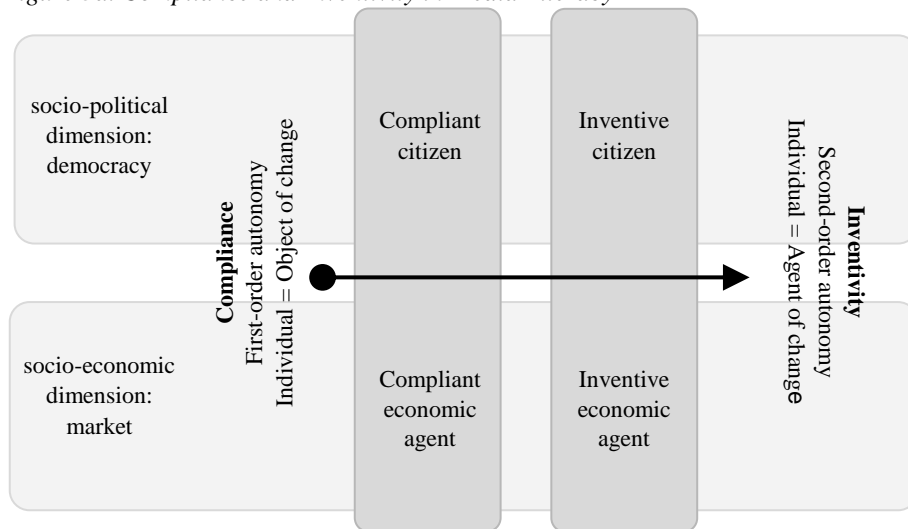 socio-political
dimension:
democracy
Compliance
First-order autonomy
Individual = Object of change
Compliant
citizen
Inventive
citizen
Inventivity
Second-order autonomy
Individual = Agent of change
socio-economic
dimension:
market
Compliant
economic
agent
Inventive
economic
agent